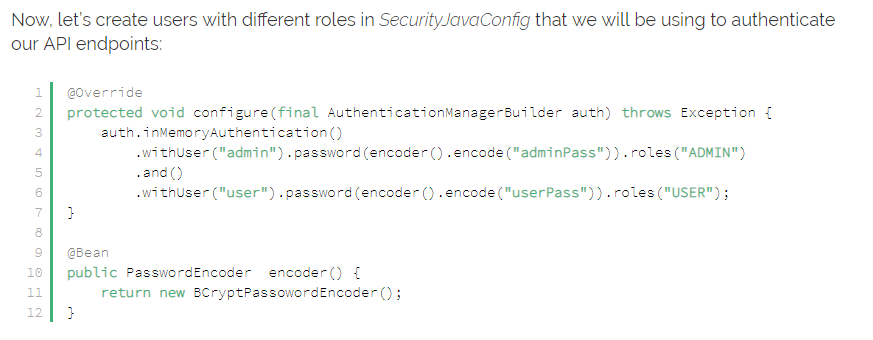 Now, let's create users with different roles in SecurityJavaConfig that we will be using to authenticate
our API endpoints:
1 @Override
2 protected void configure(final AuthenticationManagerBuilder auth) throws Exception {
3     auth.inMemoryAuthentication()
4         .withUser("admin").password(encoder().encode("adminPass")).roles("ADMIN")
5         .and()
6         .withUser("user").password(encoder().encode("userPass")).roles("USER");
7 }
8
9 @Bean
10 public PasswordEncoder  encoder() {
11     return new BCryptPassowordEncoder();
12 }